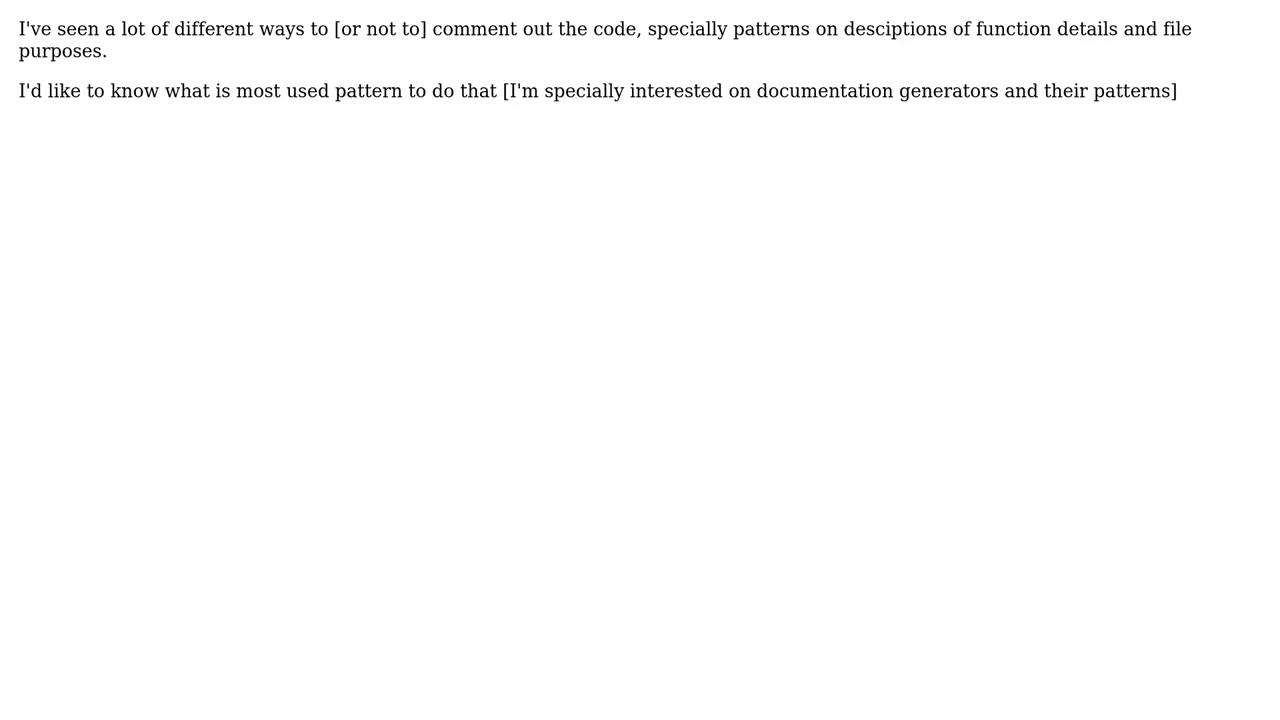 I've seen a lot of different ways to [or not to] comment out the code, specially patterns on desciptions of function details and file
purposes.
I'd like to know what is most used pattern to do that [I'm specially interested on documentation generators and their patterns]